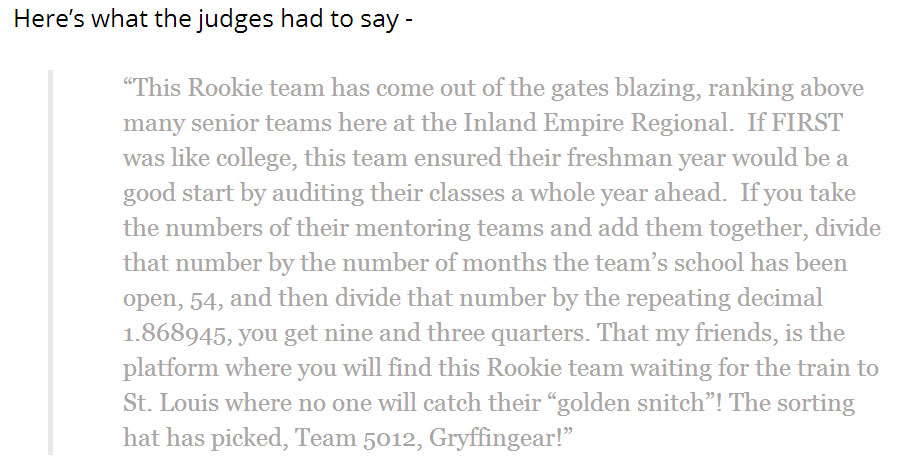 Here’s what the judges had to say -
“This Rookie team has come out of the gates blazing, ranking above
many senior teams here at the Inland Empire Regional.  If FIRST
was like college, this team ensured their freshman year would be a
good start by auditing their classes a whole year ahead.  If you take
the numbers of their mentoring teams and add them together, divide
that number by the number of months the team’s school has been
open, 54, and then divide that number by the repeating decimal
1.868945, you get nine and three quarters. That my friends, is the
platform where you will find this Rookie team waiting for the train to
St. Louis where no one will catch their “golden snitch”! The sorting
hat has picked, Team 5012, Gryffingear!”